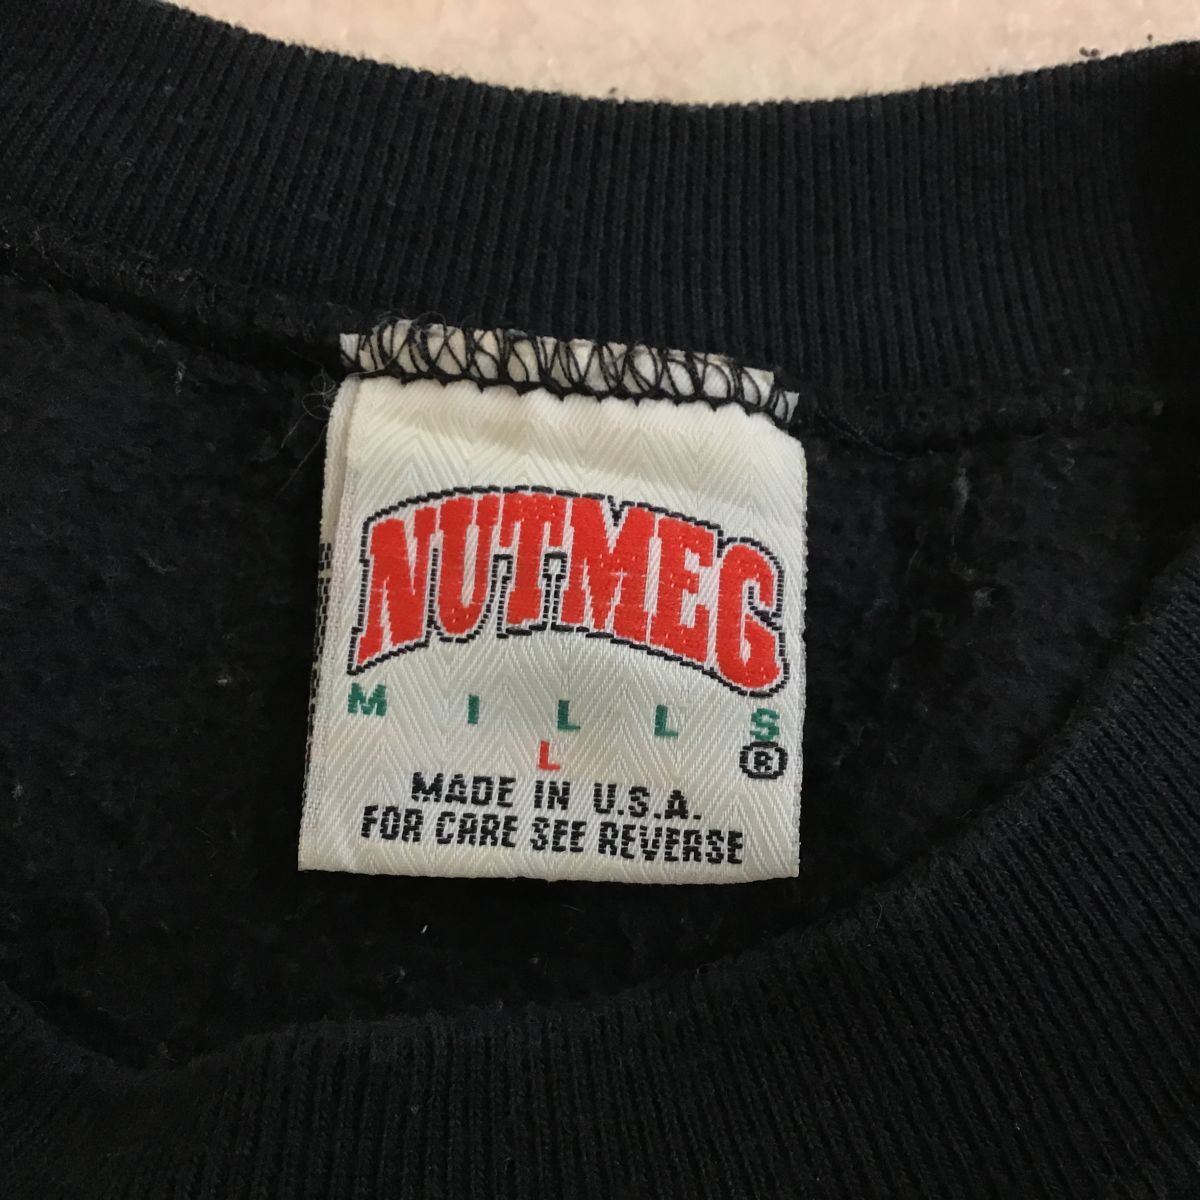 NUTMEG
MILLS
®
L
MADE IN U.S.A.
FOR CARE SEE REVERSE